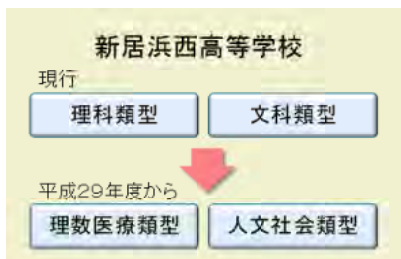 新居浜西高等学校
現行
理科類型 文科類型
平成29年度から
理数医療類型 人文社会類型